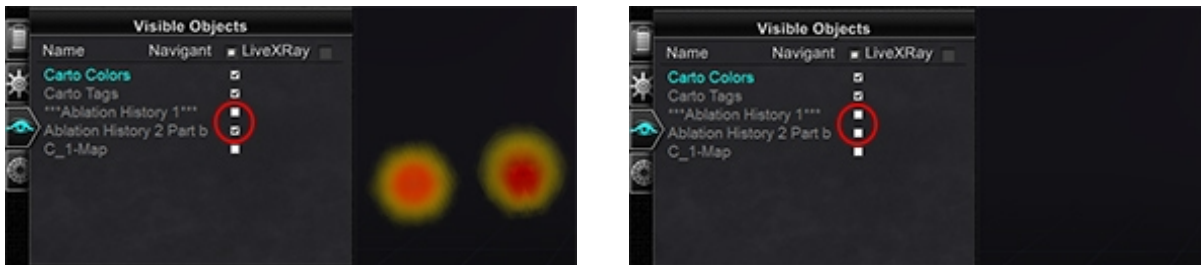 Visible Objects
Name Navigant LiveXRay
Carto Colors
Carto Tags
***Ablation History 1***
Ablation History 2 Part b
C_1-Map
Visible Objects
Name Navigant LiveXRay
Carto Colors
Carto Tags
***Ablation History 1***
Ablation History 2 Part b
C_1-Map